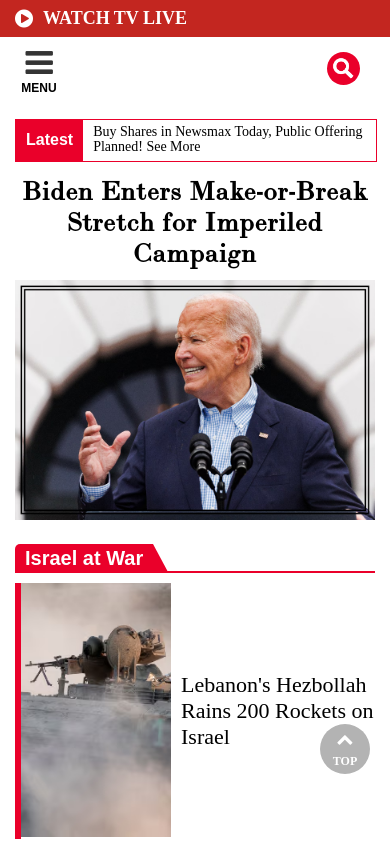 WATCH TV LIVE
MENU
Latest
Buy Shares in Newsmax Today, Public Offering
Planned! See More
Biden Enters Make-or-Break
Stretch for Imperiled
Campaign
Israel at War
Lebanon's Hezbollah
Rains 200 Rockets on
Israel
TOP